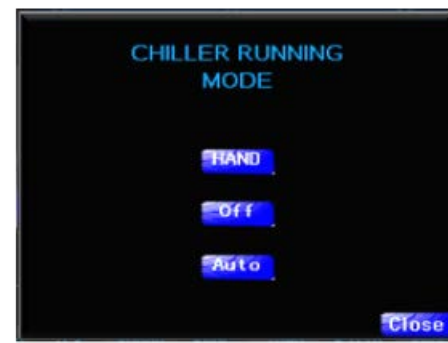 CHILLER RUNNING
MODE
HAND
Off
Auto
Close